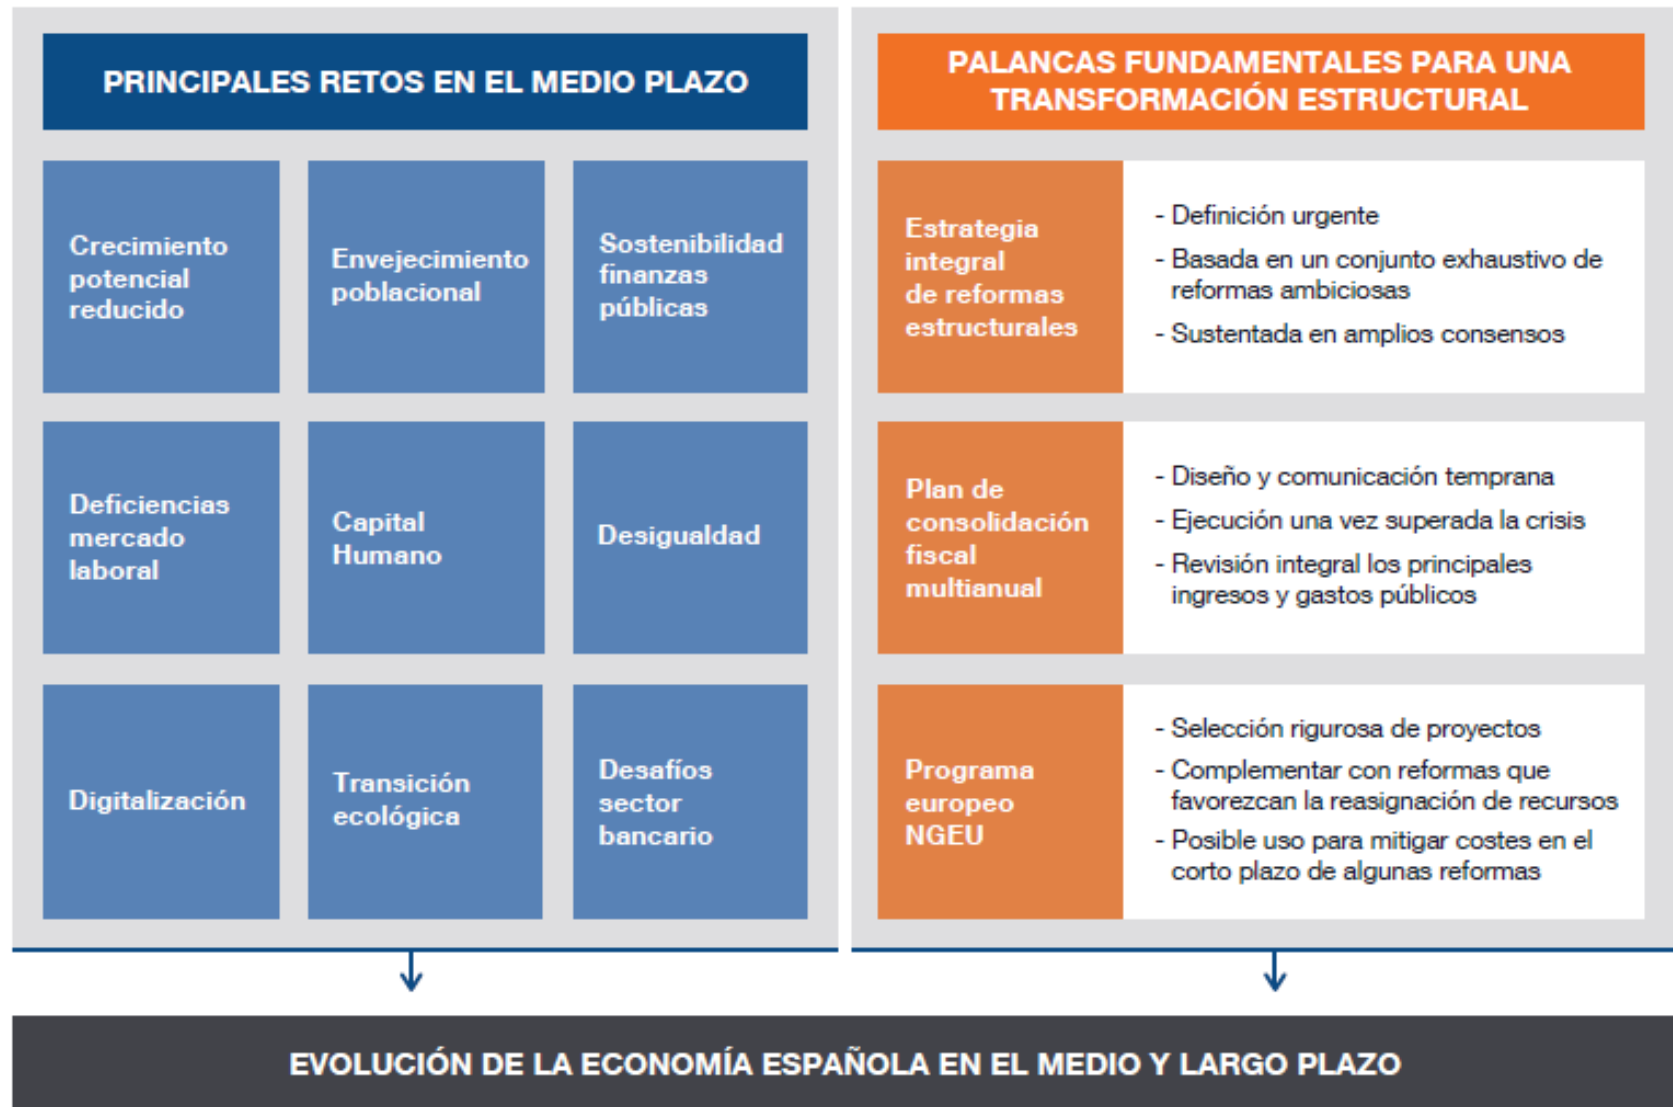 PRINCIPALES RETOS EN EL MEDIO PLAZO
Crecimiento
potencial
reducido
Envejecimiento
poblacional
Sostenibilidad
finanzas
públicas
Deficiencias
mercado
laboral
Capital
Humano
Desigualdad
Digitalización
Transición
ecológica
Desafíos
sector
bancario
PALANCAS FUNDAMENTALES PARA UNA
TRANSFORMACIÓN ESTRUCTURAL
Estrategia
integral
de reformas
estructurales
- Definición urgente
- Basada en un conjunto exhaustivo de
reformas ambiciosas
- Sustentada en amplios consensos
Plan de
consolidación
fiscal
multianual
- Diseño y comunicación temprana
- Ejecución una vez superada la crisis
- Revisión integral los principales
ingresos y gastos públicos
Programa
europeo
NGEU
- Selección rigurosa de proyectos
- Complementar con reformas que
favorezcan la reasignación de recursos
- Posible uso para mitigar costes en el
corto plazo de algunas reformas
EVOLUCIÓN DE LA ECONOMÍA ESPAÑOLA EN EL MEDIO Y LARGO PLAZO